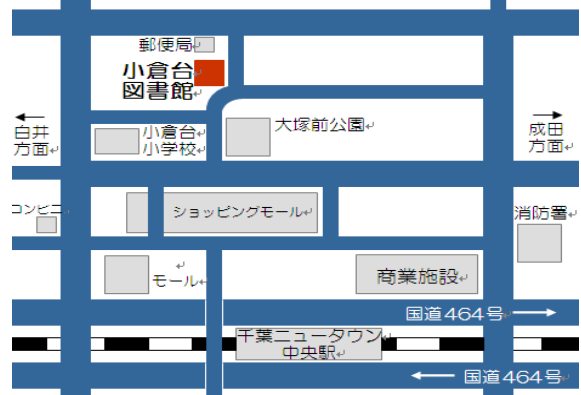 郵便局
小倉台
図書館
←
白井
方面
小倉台
小学校
大塚前公園
→
成田
方面
コンビニ
ショッピングモール
消防署
モール
商業施設
国道464号→
千葉ニュータウン
中央駅
←国道464号